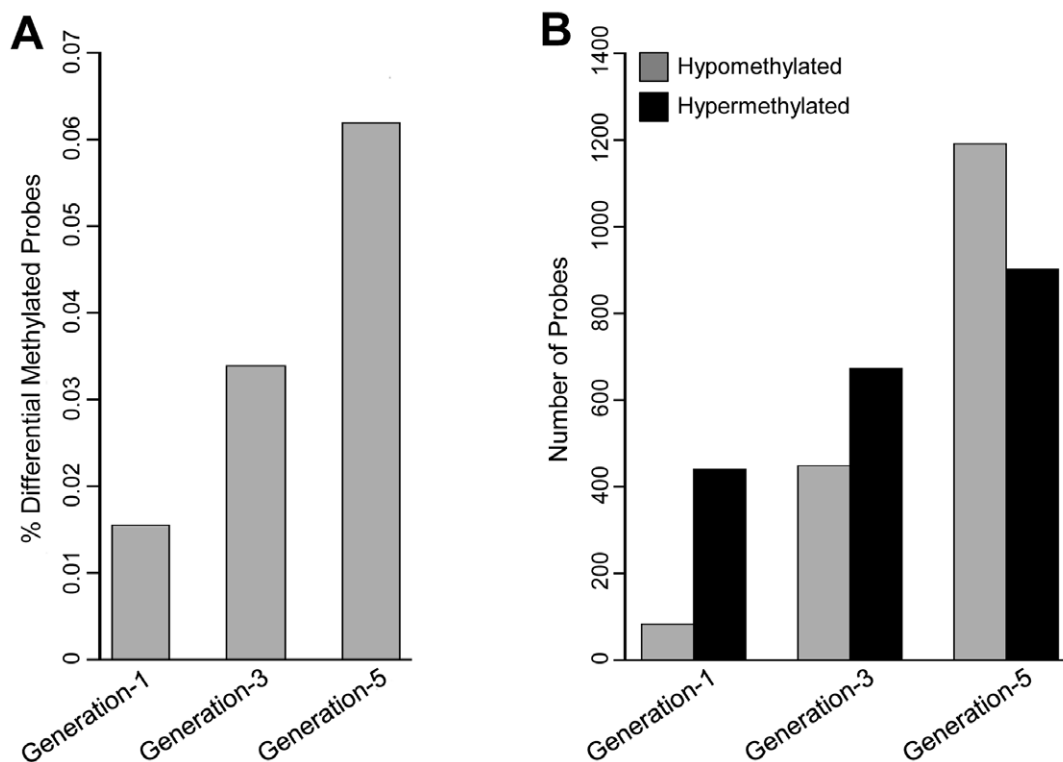 A
% Differential Methylated Probes
0.07
0.06
0.05
0.04
0.03
0.02
0.01
0
Generation-1
Generation-3
Generation-5
B
Hypomethylated
Hypermethylated
Number of Probes
1400
1200
1000
800
600
400
200
0
Generation-1
Generation-3
Generation-5